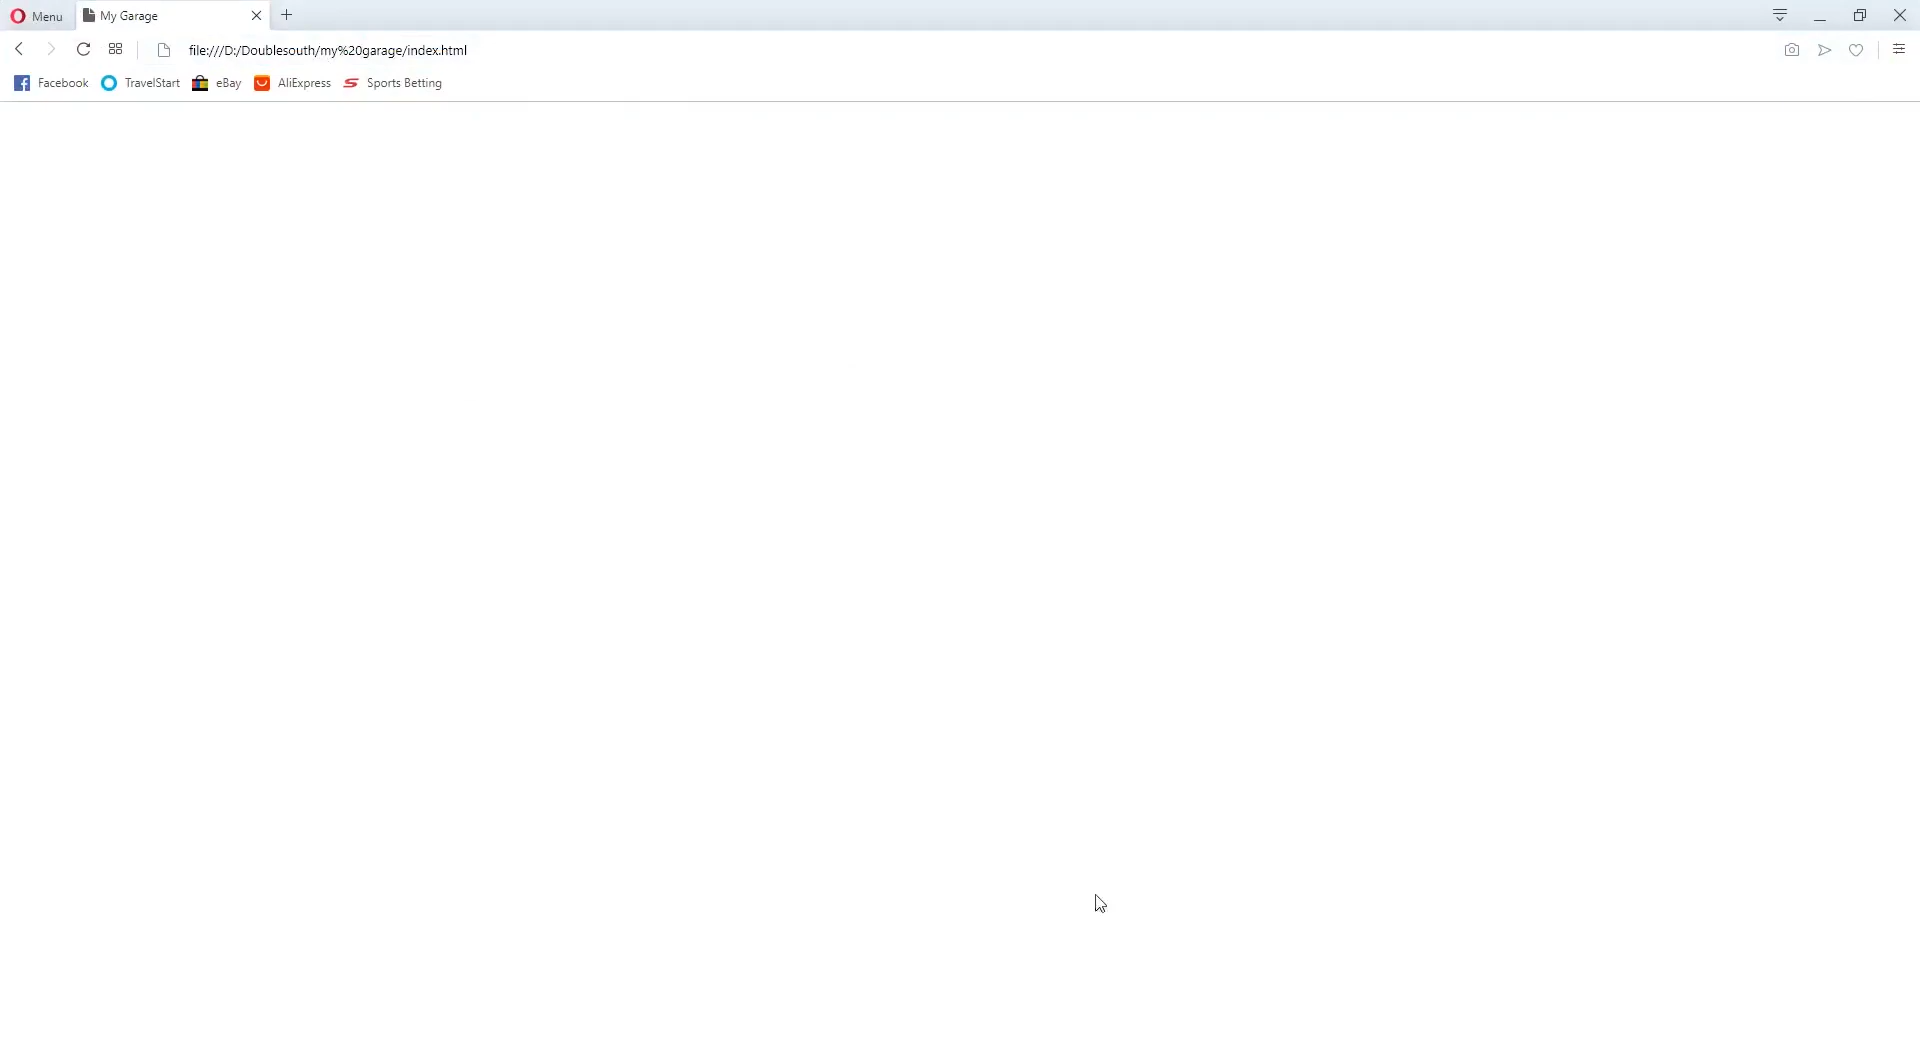 Menu
My Garage
file:///D:/Doublesouth/my%20garage/index.html
Facebook
TravelStart
eBay
AliExpress
Sports Betting